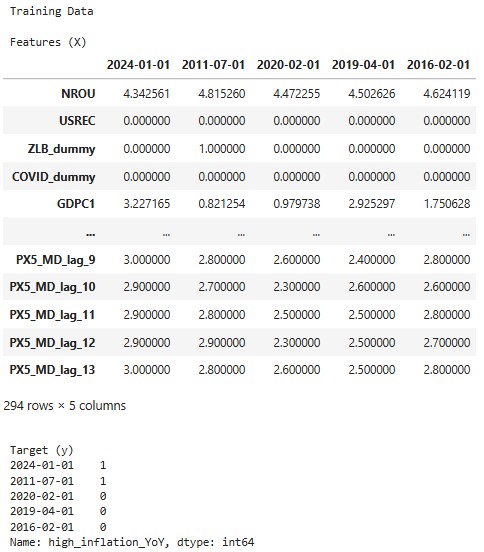 Training Data
Features (X)
2024-01-01 2011-07-01 2020-02-01 2019-04-01 2016-02-01
NROU 4.342561 4.815260 4.472255 4.502626 4.624119
USREC 0.000000 0.000000 0.000000 0.000000 0.000000
ZLB_dummy 0.000000 1.000000 0.000000 0.000000 0.000000
COVID_dummy 0.000000 0.000000 0.000000 0.000000 0.000000
GDPC1 3.227165 0.821254 0.979738 2.925297 1.750628
... ... ... ... ... ...
PX5_MD_lag_9 3.000000 2.800000 2.600000 2.400000 2.800000
PX5_MD_lag_10 2.900000 2.700000 2.300000 2.600000 2.600000
PX5_MD_lag_11 2.900000 2.800000 2.500000 2.500000 2.800000
PX5_MD_lag_12 2.900000 2.900000 2.300000 2.500000 2.700000
PX5_MD_lag_13 3.000000 2.800000 2.600000 2.500000 2.800000
294 rows × 5 columns
Target (y)
2024-01-01 1
2011-07-01 1
2020-02-01 0
2019-04-01 0
2016-02-01 0
Name: high_inflation_YoY, dtype: int64